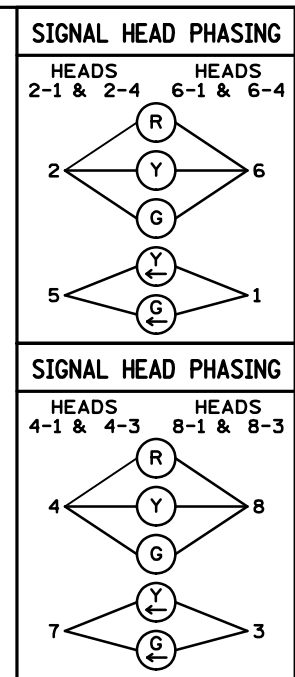 SIGNAL HEAD PHASING
HEADS HEADS
2-1 & 2-4 6-1 & 6-4
R
2 Y 6
G
Y
5 1
G
SIGNAL HEAD PHASING
HEADS HEADS
4-1 & 4-3 8-1 & 8-3
R
4 Y 8
G
Y
7 3
G